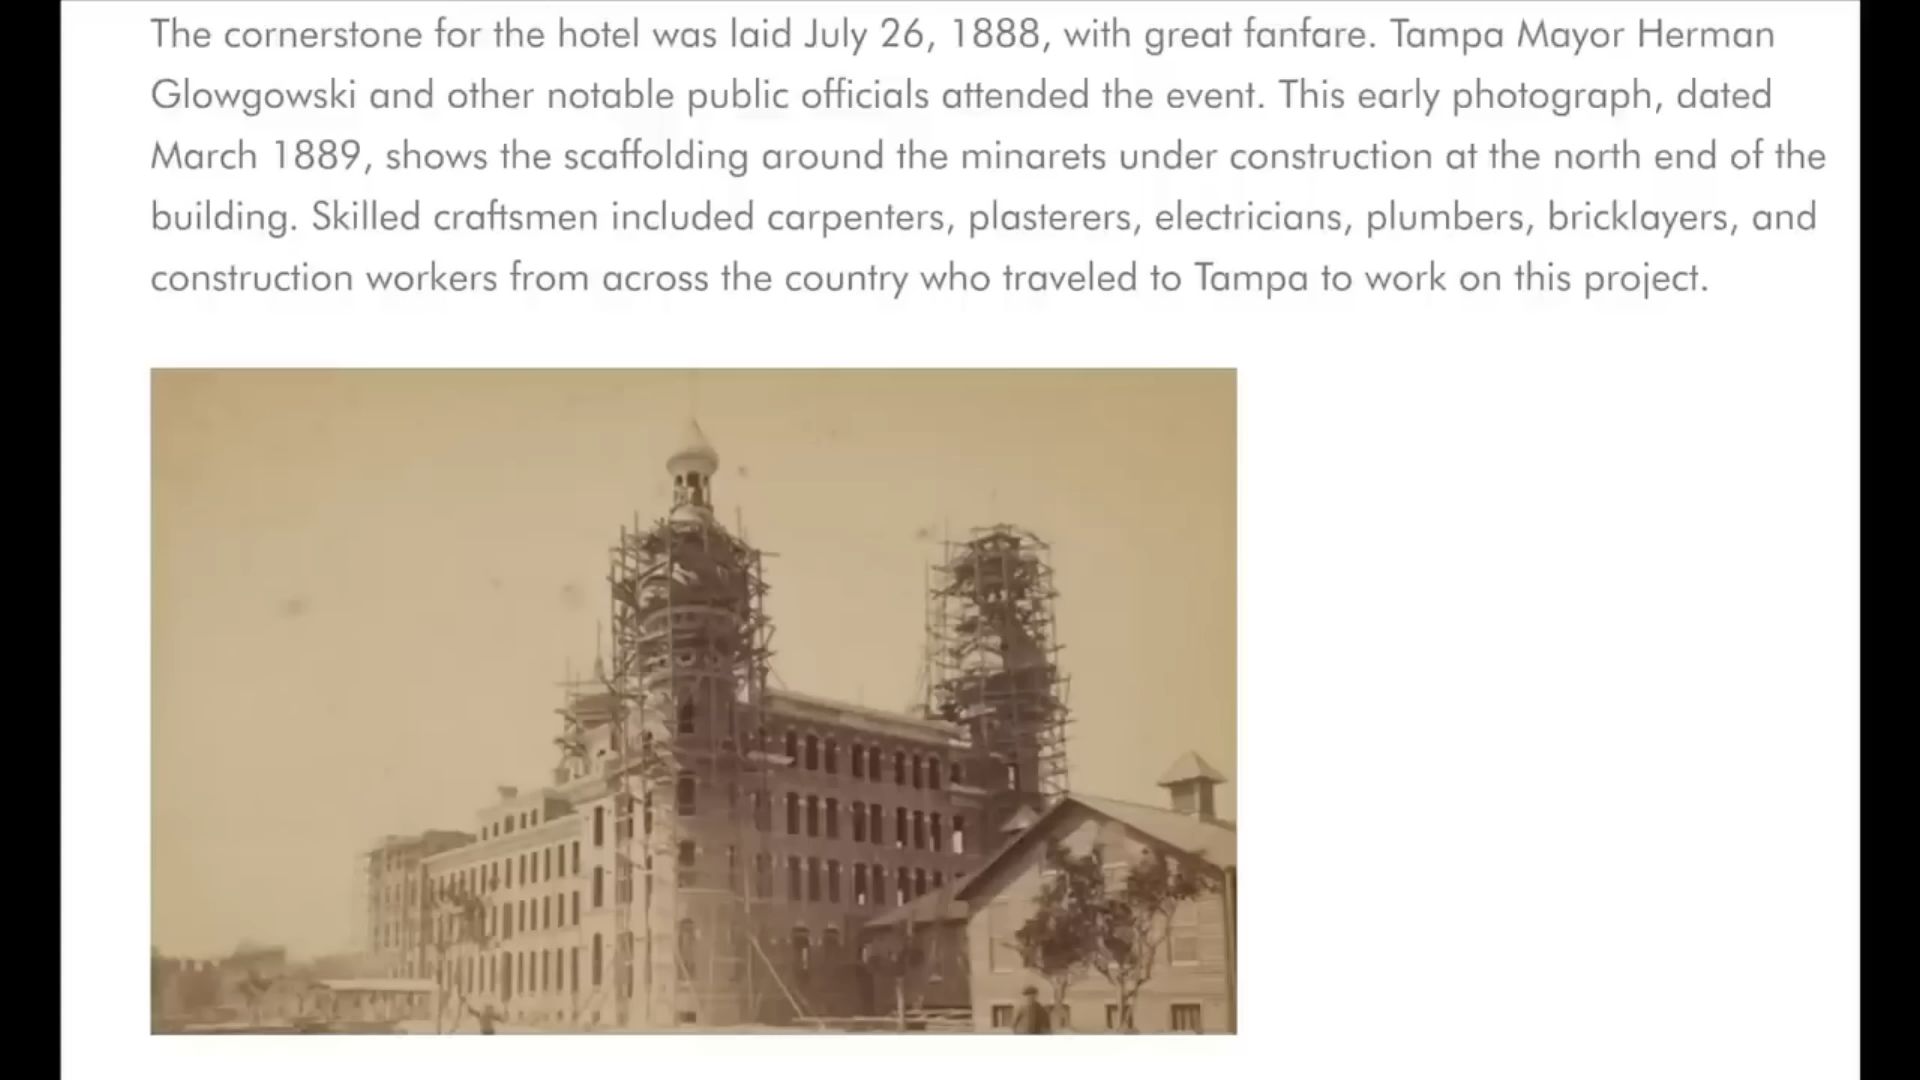 The cornerstone for the hotel was laid July 26, 1888, with great fanfare. Tampa Mayor Herman
Glowgowski and other notable public officials attended the event. This early photograph, dated
March 1889, shows the scaffolding around the minarets under construction at the north end of the
building. Skilled craftsmen included carpenters, plasterers, electricians, plumbers, bricklayers, and
construction workers from across the country who traveled to Tampa to work on this project.